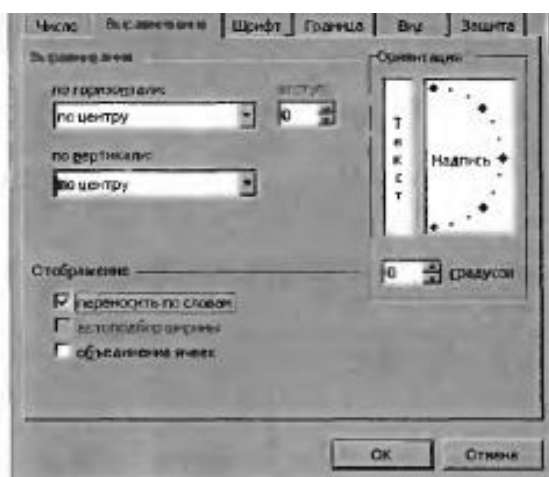 Число Выравнивание Шрифт Граница Вид Защита
Выравнивание
по горизонтали:
отступ:
по центру
0
по вертикали:
по центру
Ориентация
Текст
Надпись
0 градусов
Отображение
переносить по словам
автоподбор ширины
объединение ячеек
ОК Отмена